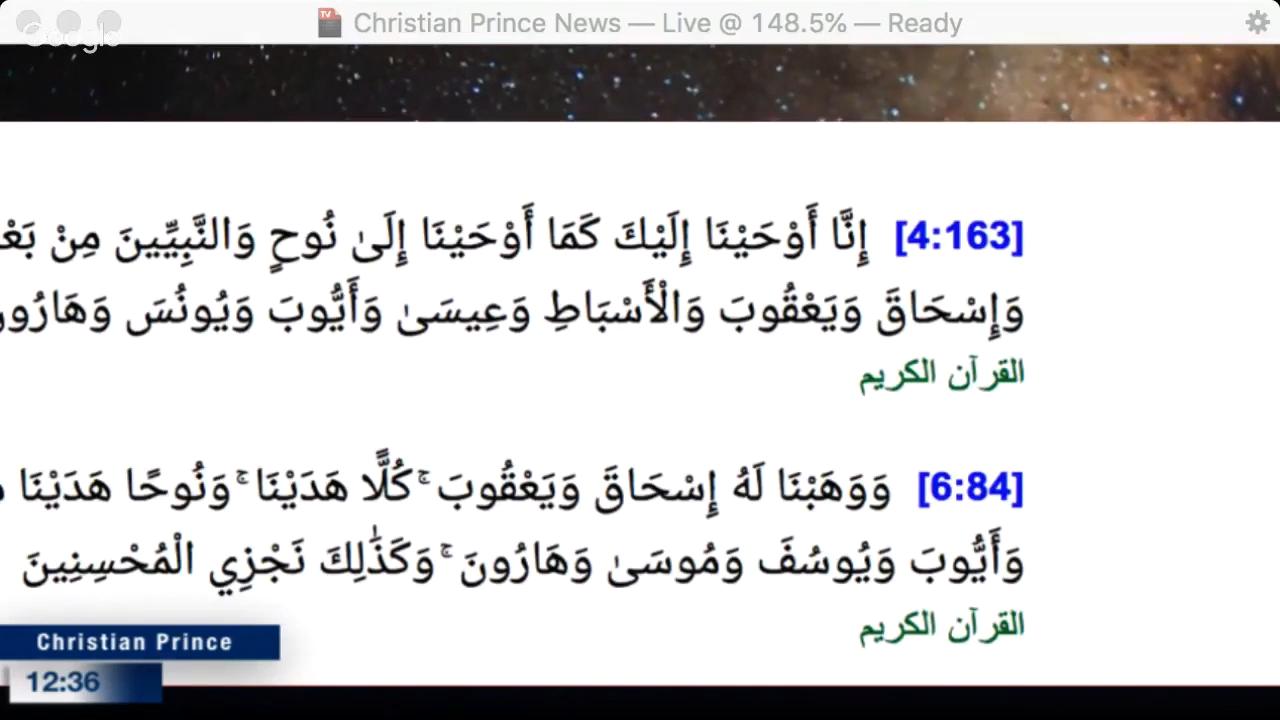 Christian Prince News — Live @ 148.5% — Ready
Google
[4:163] إِنَّا أَوْحَيْنَا إِلَيْكَ كَمَا أَوْحَيْنَا إِلَىٰ نُوحٍ وَالنَّبِيِّينَ مِنْ
وَإِسْحَاقَ وَيَعْقُوبَ وَالْأَسْبَاطِ وَعِيسَىٰ وَأَيُّوبَ وَيُونُسَ
القرآن الكريم
[6:84] وَوَهَبْنَا لَهُ إِسْحَاقَ وَيَعْقُوبَ ۚ كُلًّا هَدَيْنَا ۚ وَنُوحًا هَدَيْنَا
وَأَيُّوبَ وَيُوسُفَ وَمُوسَىٰ وَهَارُونَ ۚ وَكَذَٰلِكَ نَجْزِي الْمُحْسِنِينَ
القرآن الكريم
Christian Prince
12:36